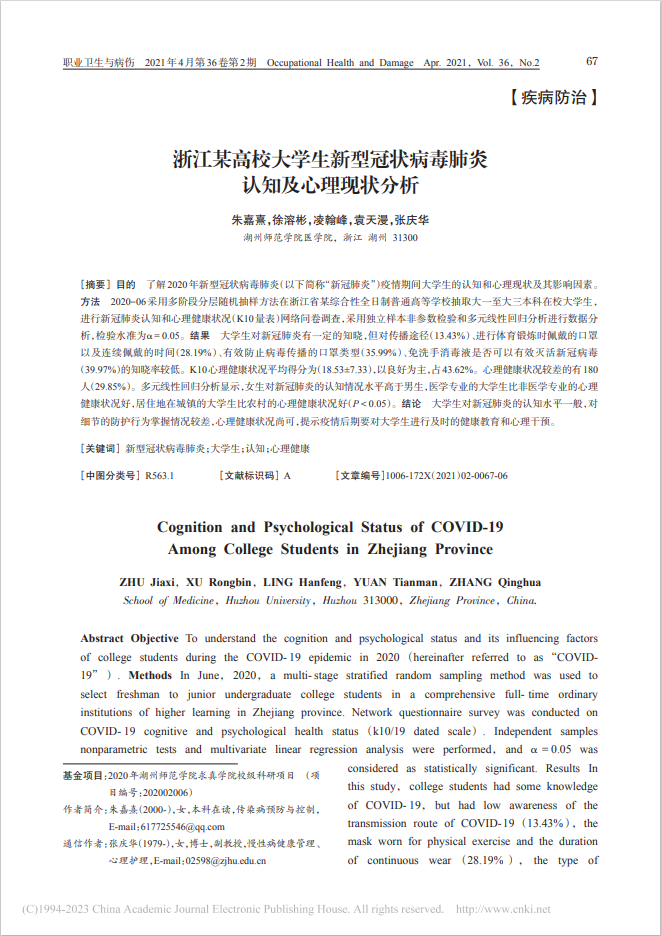 职业卫生与病伤 2021年4月第36卷第2期 Occupational Health and Damage Apr. 2021, Vol. 36, No.2 67
【疾病防治】
浙江某高校大学生新型冠状病毒肺炎
认知及心理现状分析
朱嘉熹,徐溶彬,凌翰峰,袁天漫,张庆华
湖州师范学院医学院, 浙江 湖州 31300
[摘要] 目的 了解2020年新型冠状病毒肺炎(以下简称“新冠肺炎”)疫情期间大学生的认知和心理现状及其影响因素。
方法 2020-06采用多阶段分层随机抽样方法在浙江省某综合性全日制普通高等学校抽取大一至大三本科在校大学生,
进行新冠肺炎认知和心理健康状况(K10量表)网络问卷调查,采用独立样本非参数检验和多元线性回归分析进行数据分
析,检验水准为α=0.05。结果 大学生对新冠肺炎有一定的知晓,但对传播途径(13.43%)、进行体育锻炼时佩戴的口罩
以及连续佩戴的时间(28.19%)、有效防止病毒传播的口罩类型(35.99%)、免洗手消毒液是否可以有效灭活新冠病毒
(39.97%)的知晓率较低。K10心理健康状况平均得分为(18.53±7.33),以良好为主,占43.62%。心理健康状况较差的有180
人(29.85%)。多元线性回归分析显示,女生对新冠肺炎的认知情况水平高于男生,医学专业的大学生比非医学专业的心理
健康状况好,居住地在城镇的大学生比农村的心理健康状况好(P<0.05)。结论 大学生对新冠肺炎的认知水平一般,对
细节的防护行为掌握情况较差,心理健康状况尚可,提示疫情后期要对大学生进行及时的健康教育和心理干预。
[关键词] 新型冠状病毒肺炎;大学生;认知;心理健康
[中图分类号] R563.1 [文献标识码] A [文章编号]1006-172X(2021)02-0067-06
Cognition and Psychological Status of COVID-19
Among College Students in Zhejiang Province
ZHU Jiaxi, XU Rongbin, LING Hanfeng, YUAN Tianman, ZHANG Qinghua
School of Medicine, Huzhou University, Huzhou 313000, Zhejiang Province, China.
Abstract Objective To understand the cognition and psychological status and its influencing factors
of college students during the COVID-19 epidemic in 2020 (hereinafter referred to as “COVID-
19”). Methods In June, 2020, a multi-stage stratified random sampling method was used to
select freshman to junior undergraduate college students in a comprehensive full-time ordinary
institutions of higher learning in Zhejiang province. Network questionnaire survey was conducted on
COVID-19 cognitive and psychological health status (k10/19 dated scale). Independent samples
nonparametric tests and multivariate linear regression analysis were performed, and α=0.05 was
considered as statistically significant. Results In
this study, college students had some knowledge
of COVID-19, but had low awareness of the
transmission route of COVID-19 (13.43%), the
mask worn for physical exercise and the duration
of continuous wear (28.19%), the type of
基金项目:2020年湖州师范学院求真学院校级科研项目 (项
目编号:202002006)
作者简介:朱嘉熹(2000-),女,本科在读,传染病预防与控制,
E-mail:617725546@qq.com
通信作者:张庆华(1979-),女,博士,副教授,慢性病健康管理、
心理护理,E-mail:02598@zjhu.edu.cn
(C)1994-2023 China Academic Journal Electronic Publishing House. All rights reserved. http://www.cnki.net